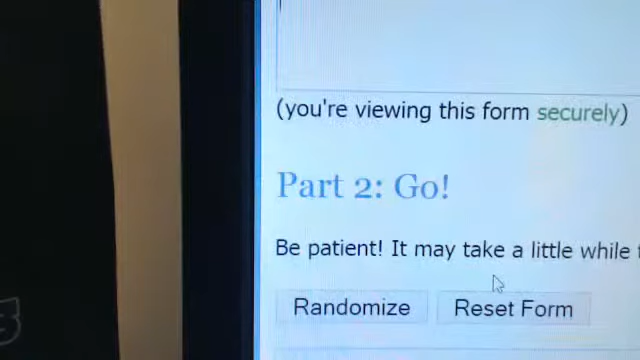 (you're viewing this form securely)
Part 2: Go!
Be patient! It may take a little while
Randomize Reset Form